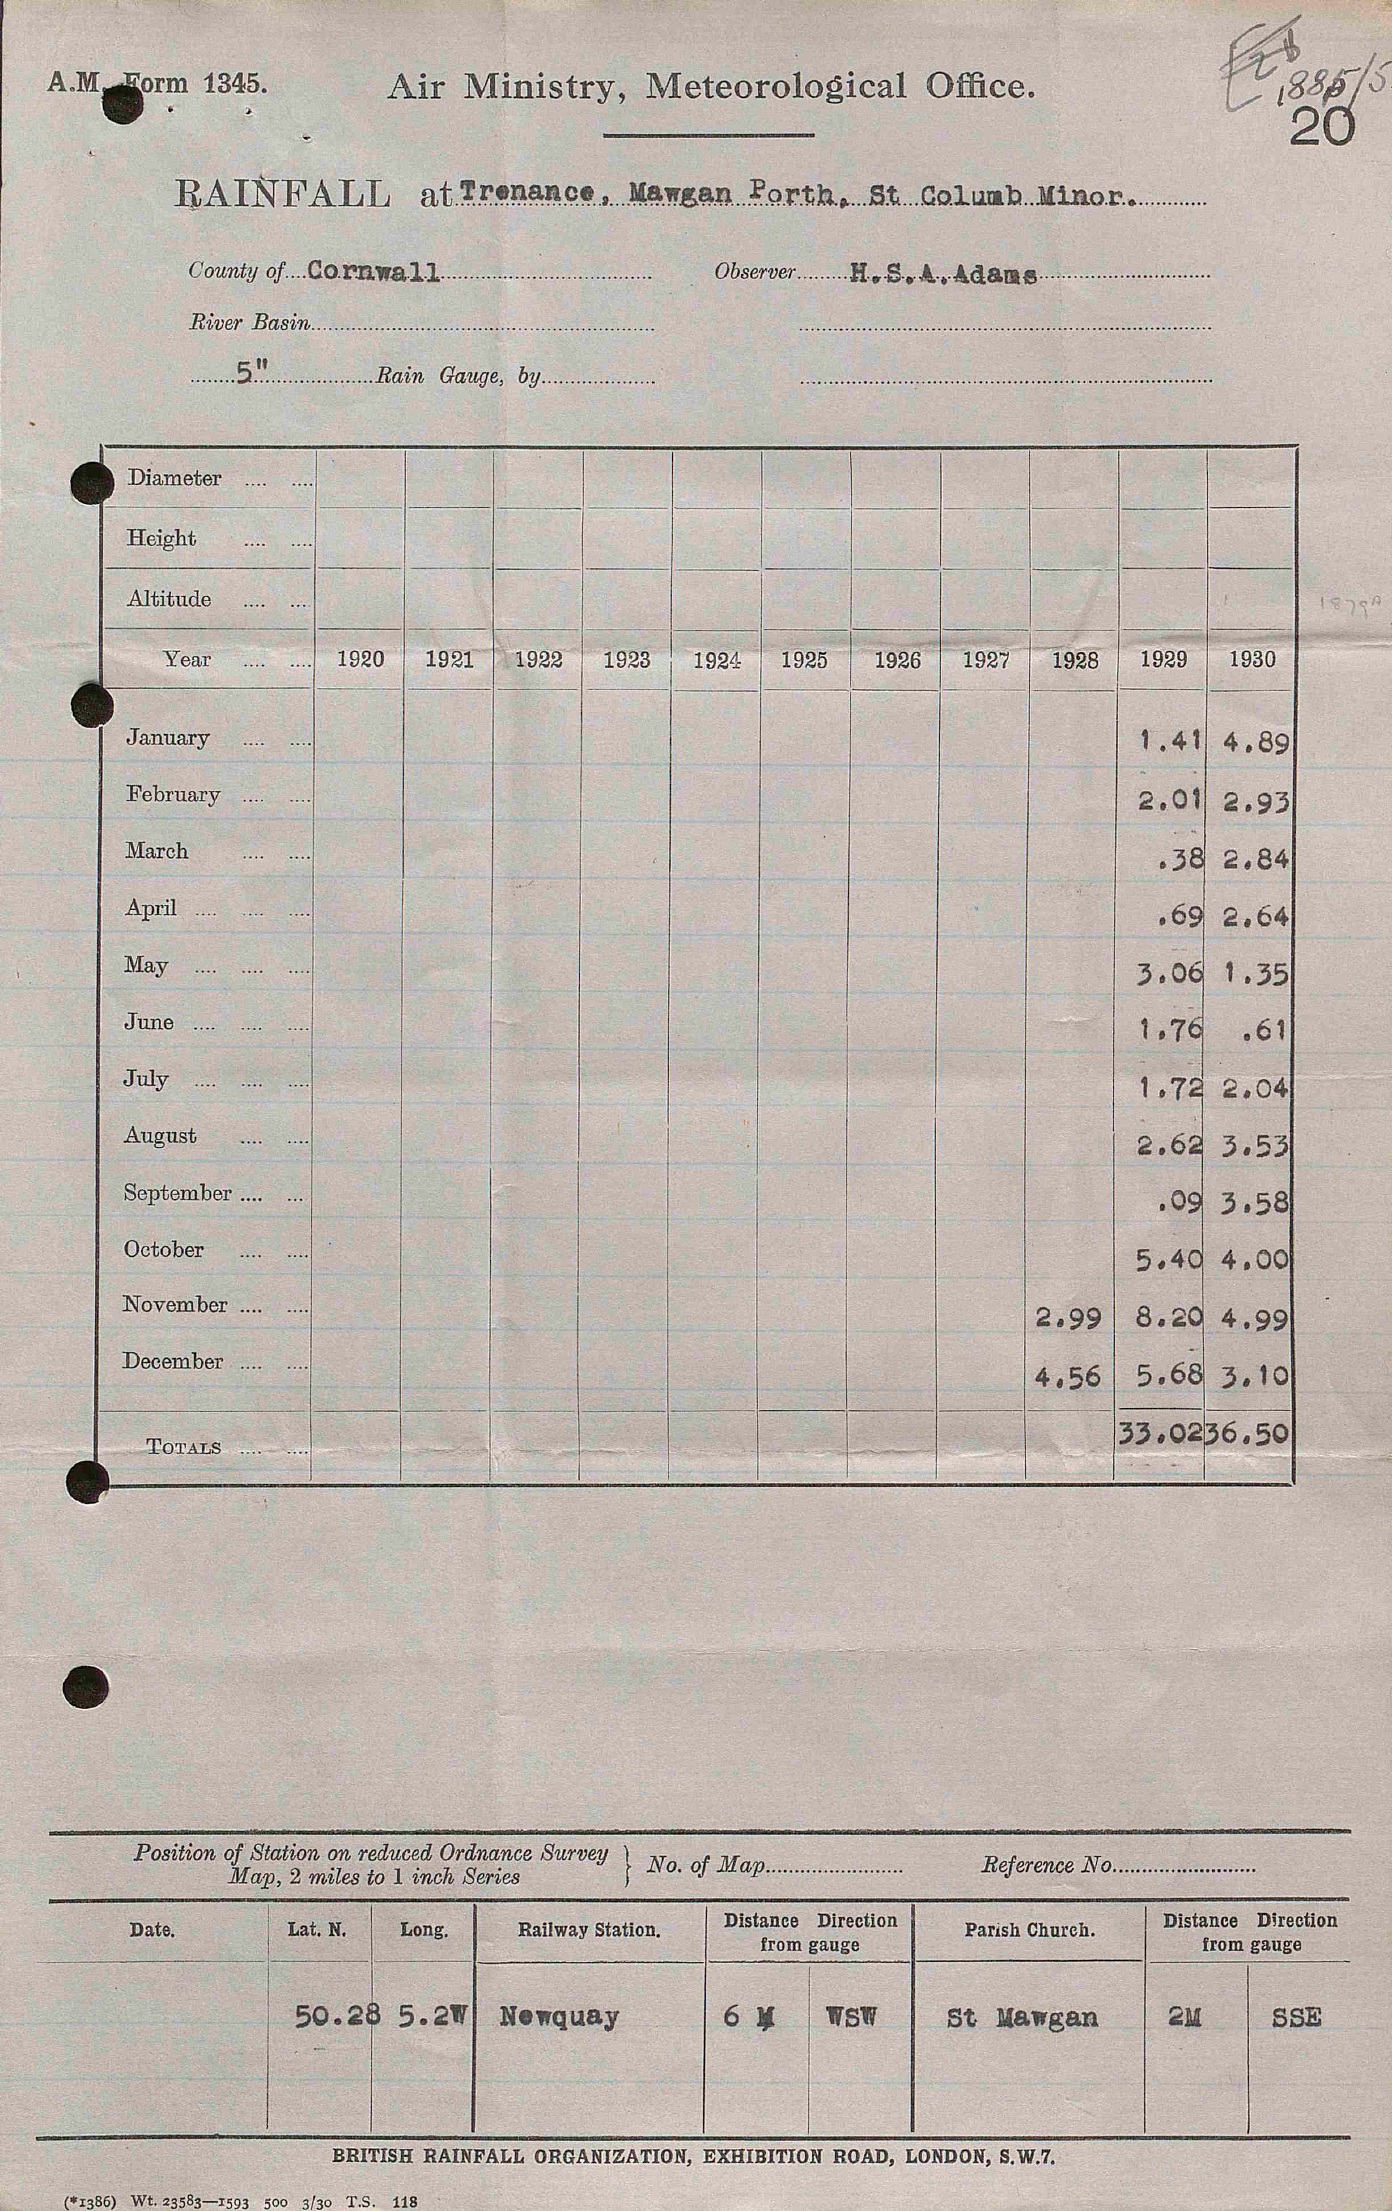 A.M. Form 1345.
Air Ministry, Meteorological Office.
1885/5
20
RAINFALL at Trenance, Mawgan Porth, St Columb Minor.
County of Cornwall Observer H.S.A.Adams
River Basin
5" Rain Gauge, by
Diameter
Height
Altitude
1879A
Year 1920 1921 1922 1923 1924 1925 1926 1927 1928 1929 1930
January 1.41 4.89
February 2.01 2.93
March .38 2.84
April .69 2.64
May 3.06 1.35
June 1.76 .61
July 1.72 2.04
August 2.62 3.53
September .09 3.58
October 5.40 4.00
November 2.99 8.20 4.99
December 4.56 5.68 3.10
TOTALS 33.02 36.50
Position of Station on reduced Ordnance Survey
Map, 2 miles to 1 inch Series } No. of Map Reference No.
Date. Lat. N. Long. Railway Station. Distance Direction from gauge Parish Church. Distance Direction from gauge
50.28 5.2W Newquay 6 M WSW St Mawgan 2M SSE
BRITISH RAINFALL ORGANIZATION, EXHIBITION ROAD, LONDON, S.W.7.
(*1386) Wt. 23583—1593 500 3/30 T.S. 118